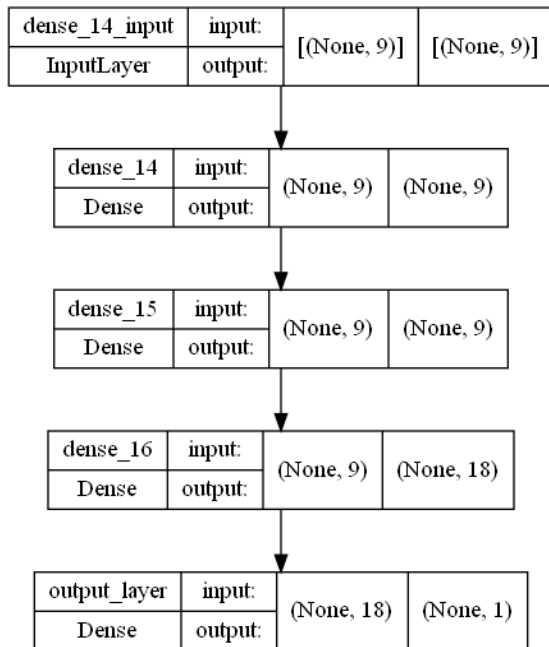 dense_14_input input: [(None, 9)] [(None, 9)]
InputLayer output:
dense_14 input: (None, 9) (None, 9)
Dense output:
dense_15 input: (None, 9) (None, 9)
Dense output:
dense_16 input: (None, 9) (None, 18)
Dense output:
output_layer input: (None, 18) (None, 1)
Dense output: